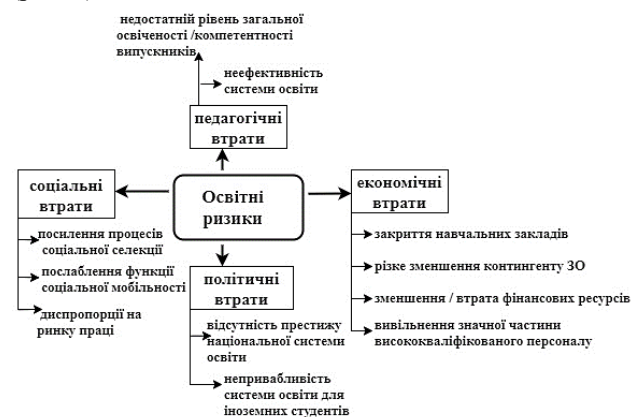 недостатній рівень загальної
освіченості /компетентності
випускників
неефективність
системи освіти
педагогічні
втрати
соціальні
втрати
посилення процесів
соціальної селекції
послаблення функції
соціальної мобільності
диспропорції на
ринку праці
Освітні
ризики
економічні
втрати
закриття навчальних закладів
різке зменшення контингенту ЗО
зменшення / втрата фінансових ресурсів
вивільнення значної частини
висококваліфікованого персоналу
політичні
втрати
відсутність престижу
національної системи
освіти
непривабливість
системи освіти для
іноземних студентів